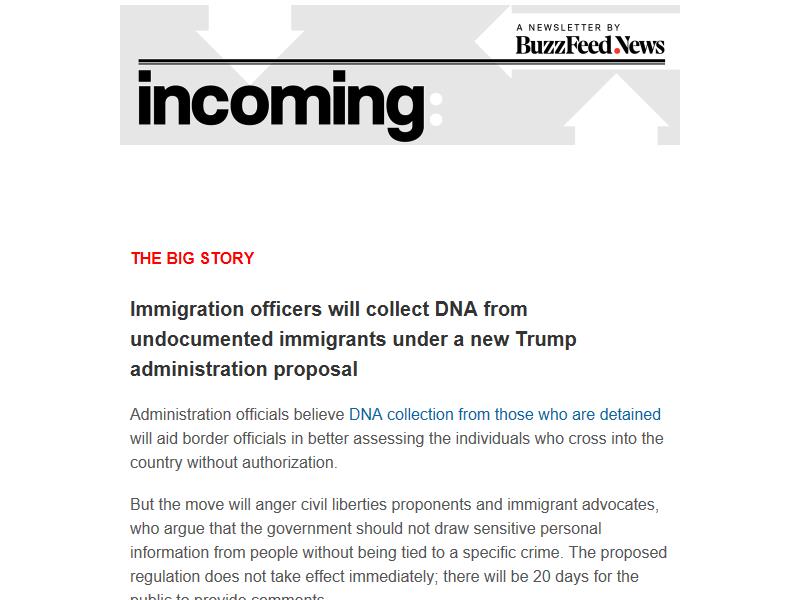 A NEWSLETTER BY
BuzzFeed.News
incoming:
THE BIG STORY
Immigration officers will collect DNA from
undocumented immigrants under a new Trump
administration proposal
Administration officials believe DNA collection from those who are detained
will aid border officials in better assessing the individuals who cross into the
country without authorization.
But the move will anger civil liberties proponents and immigrant advocates,
who argue that the government should not draw sensitive personal
information from people without being tied to a specific crime. The proposed
regulation does not take effect immediately; there will be 20 days for the
public to provide comments.